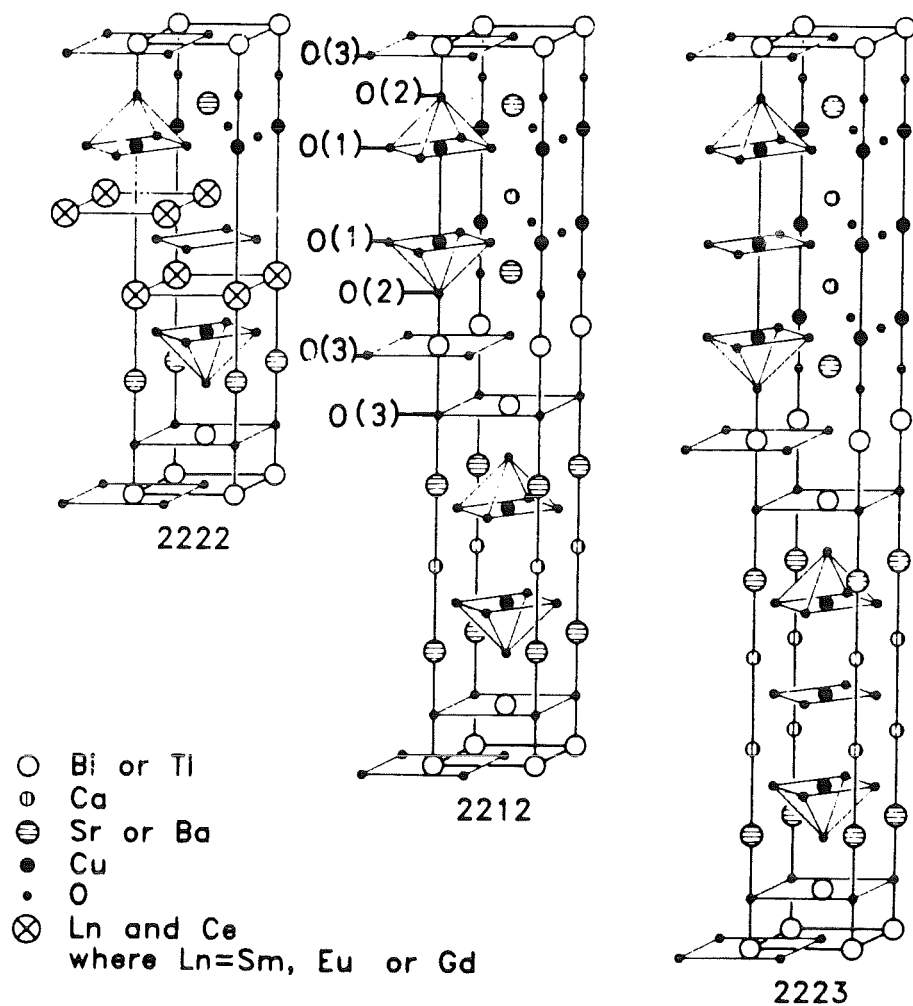 O(3)
O(2)
O(1)
O(1)
O(2)
O(3)
O(3)
2222
2212
2223
Bi or Tl
Ca
Sr or Ba
Cu
O
Ln and Ce
where Ln=Sm, Eu or Gd